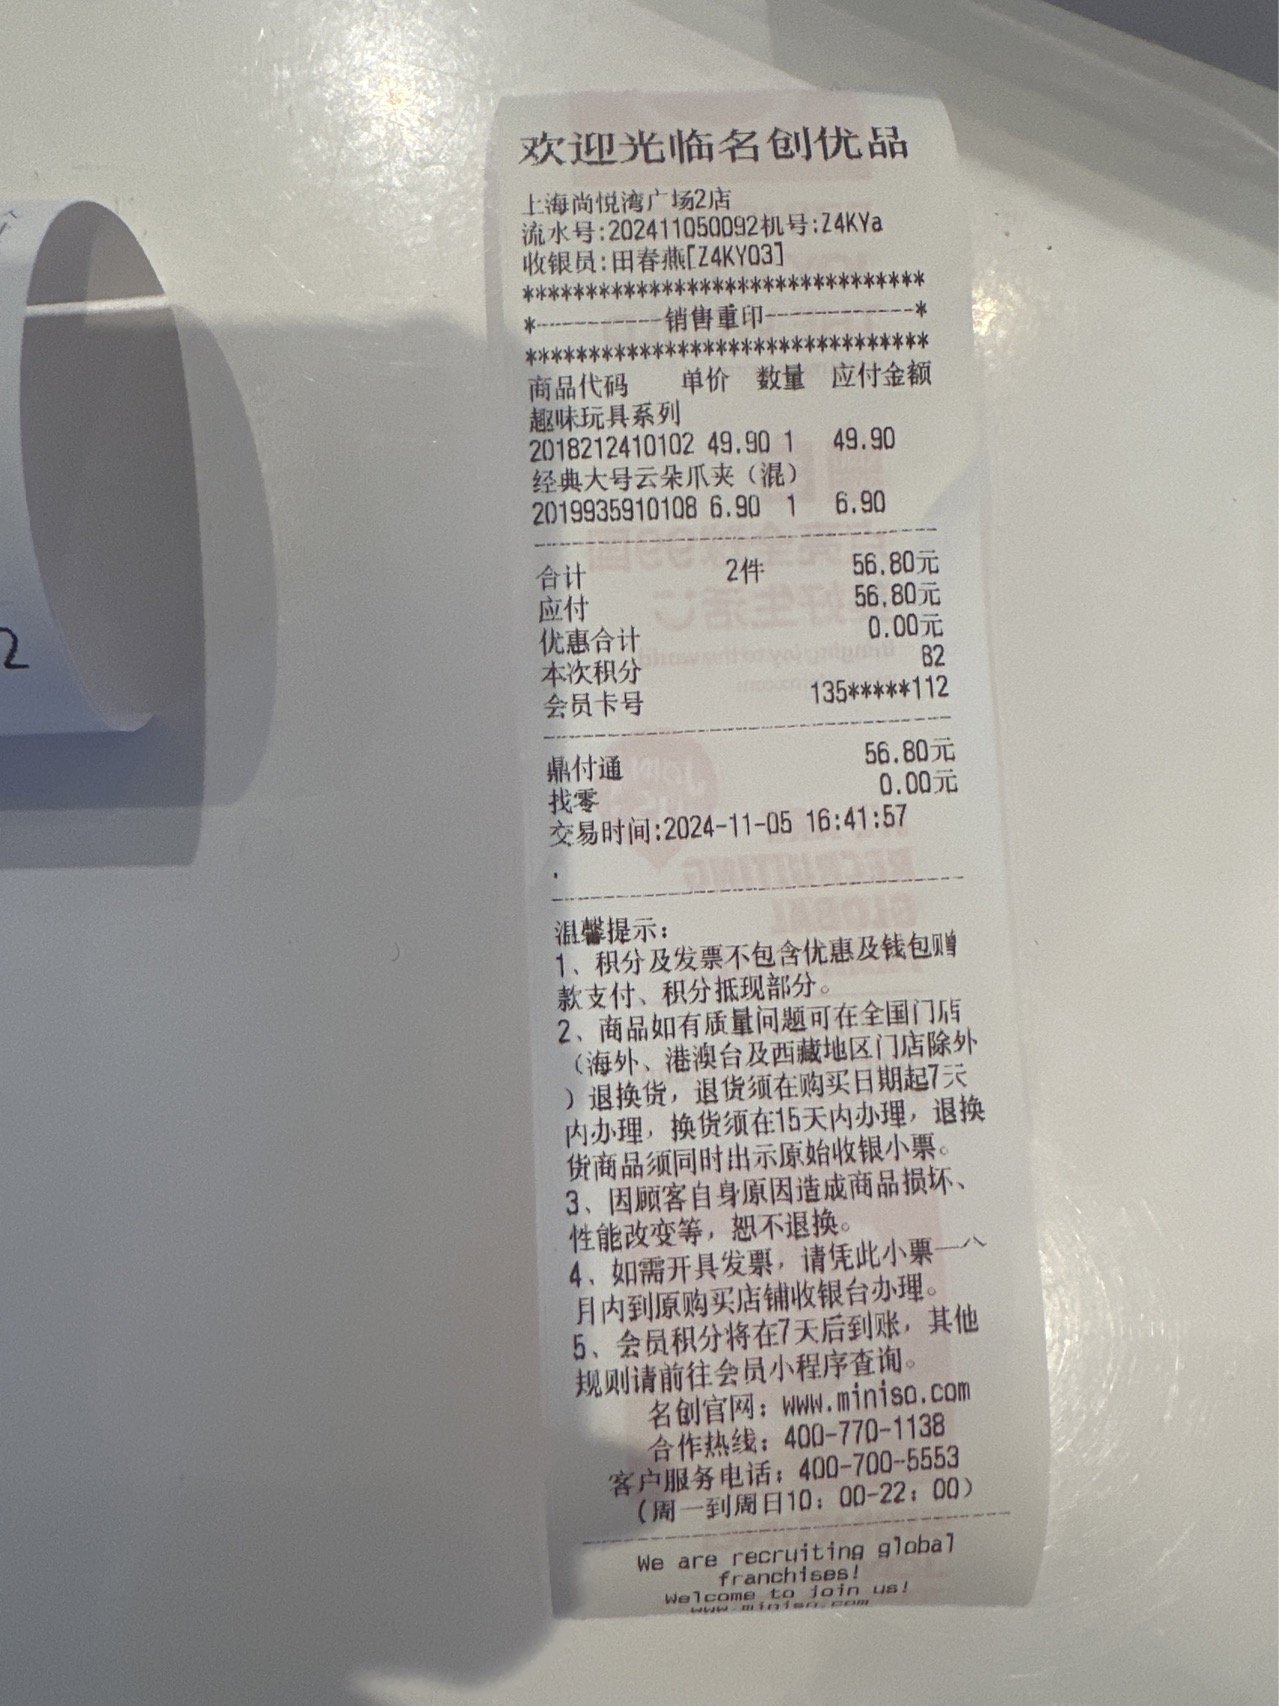 欢迎光临名创优品
上海尚悦湾广场2店
流水号:202411050092机号:Z4KYa
收银员:田春燕[Z4KY03]
********************************
*-----------销售重印------------*
********************************
商品代码 单价 数量 应付金额
趣味玩具系列
2018212410102 49.90 1 49.90
经典大号云朵爪夹（混）
2019935910108 6.90 1 6.90
合计 2件 56.80元
应付 56.80元
优惠合计 0.00元
本次积分 82
会员卡号 135*****112
鼎付通 56.80元
找零 0.00元
交易时间:2024-11-05 16:41:57
温馨提示：
1、积分及发票不包含优惠及钱包赠
款支付、积分抵现部分。
2、商品如有质量问题可在全国门店
（海外、港澳台及西藏地区门店除外
）退换货，退货须在购买日期起7天
内办理，换货须在15天内办理，退换
货商品须同时出示原始收银小票。
3、因顾客自身原因造成商品损坏、
性能改变等，恕不退换。
4、如需开具发票，请凭此小票一个
月内到原购买店铺收银台办理。
5、会员积分将在7天后到账，其他
规则请前往会员小程序查询。
名创官网：www.miniso.com
合作热线：400-770-1138
客户服务电话：400-700-5553
（周一到周日10：00-22：00）
We are recruiting global
franchises!
Welcome to join us!
www.miniso.com
2